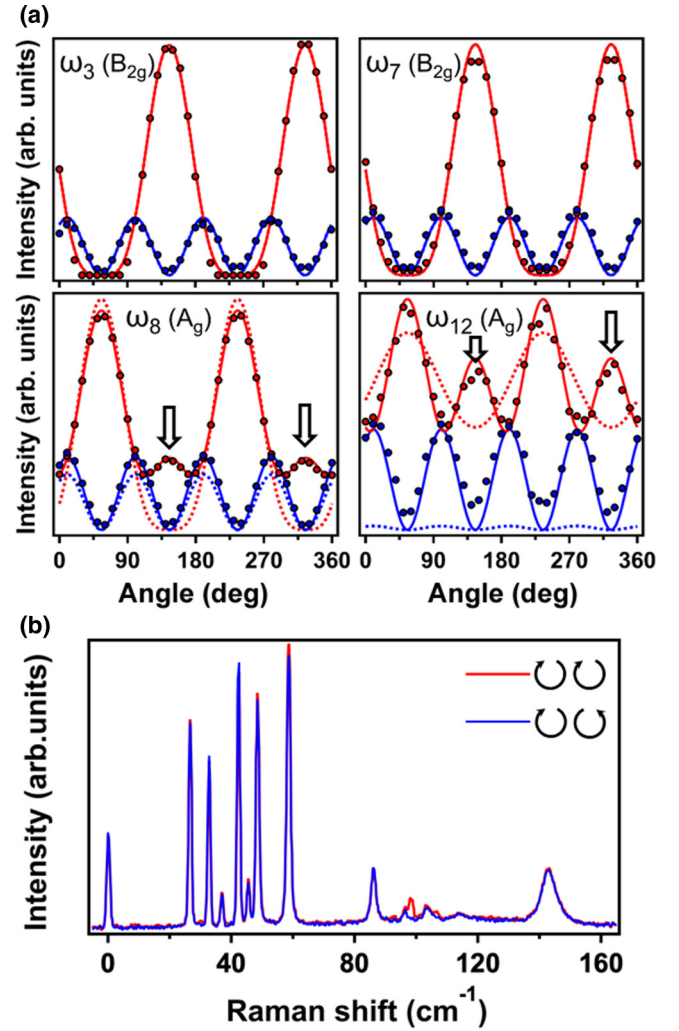 (a)
ω3 (B2g)
ω7 (B2g)
Intensity (arb. units)
ω8 (Ag)
ω12 (Ag)
Intensity (arb. units)
0 90 180 270 360
0 90 180 270 360
Angle (deg)
Angle (deg)
(b)
Intensity (arb.units)
0 40 80 120 160
Raman shift (cm-1)